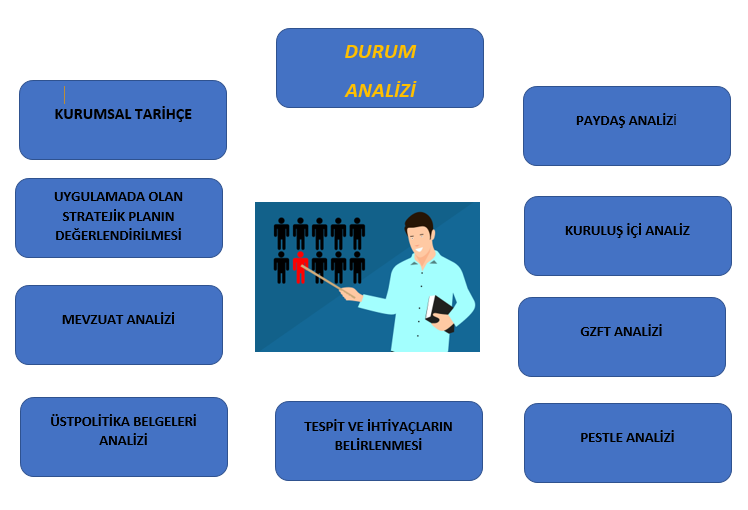 DURUM
ANALİZİ
KURUMSAL TARİHÇE
UYGULAMADA OLAN
STRATEJİK PLANIN
DEĞERLENDİRİLMESİ
MEVZUAT ANALİZİ
ÜSTPOLİTİKA BELGELERİ
ANALİZİ
TESPİT VE İHTİYAÇLARIN
BELİRLENMESİ
PAYDAŞ ANALİZİ
KURULUŞ İÇİ ANALİZ
GZFT ANALİZİ
PESTLE ANALİZİ